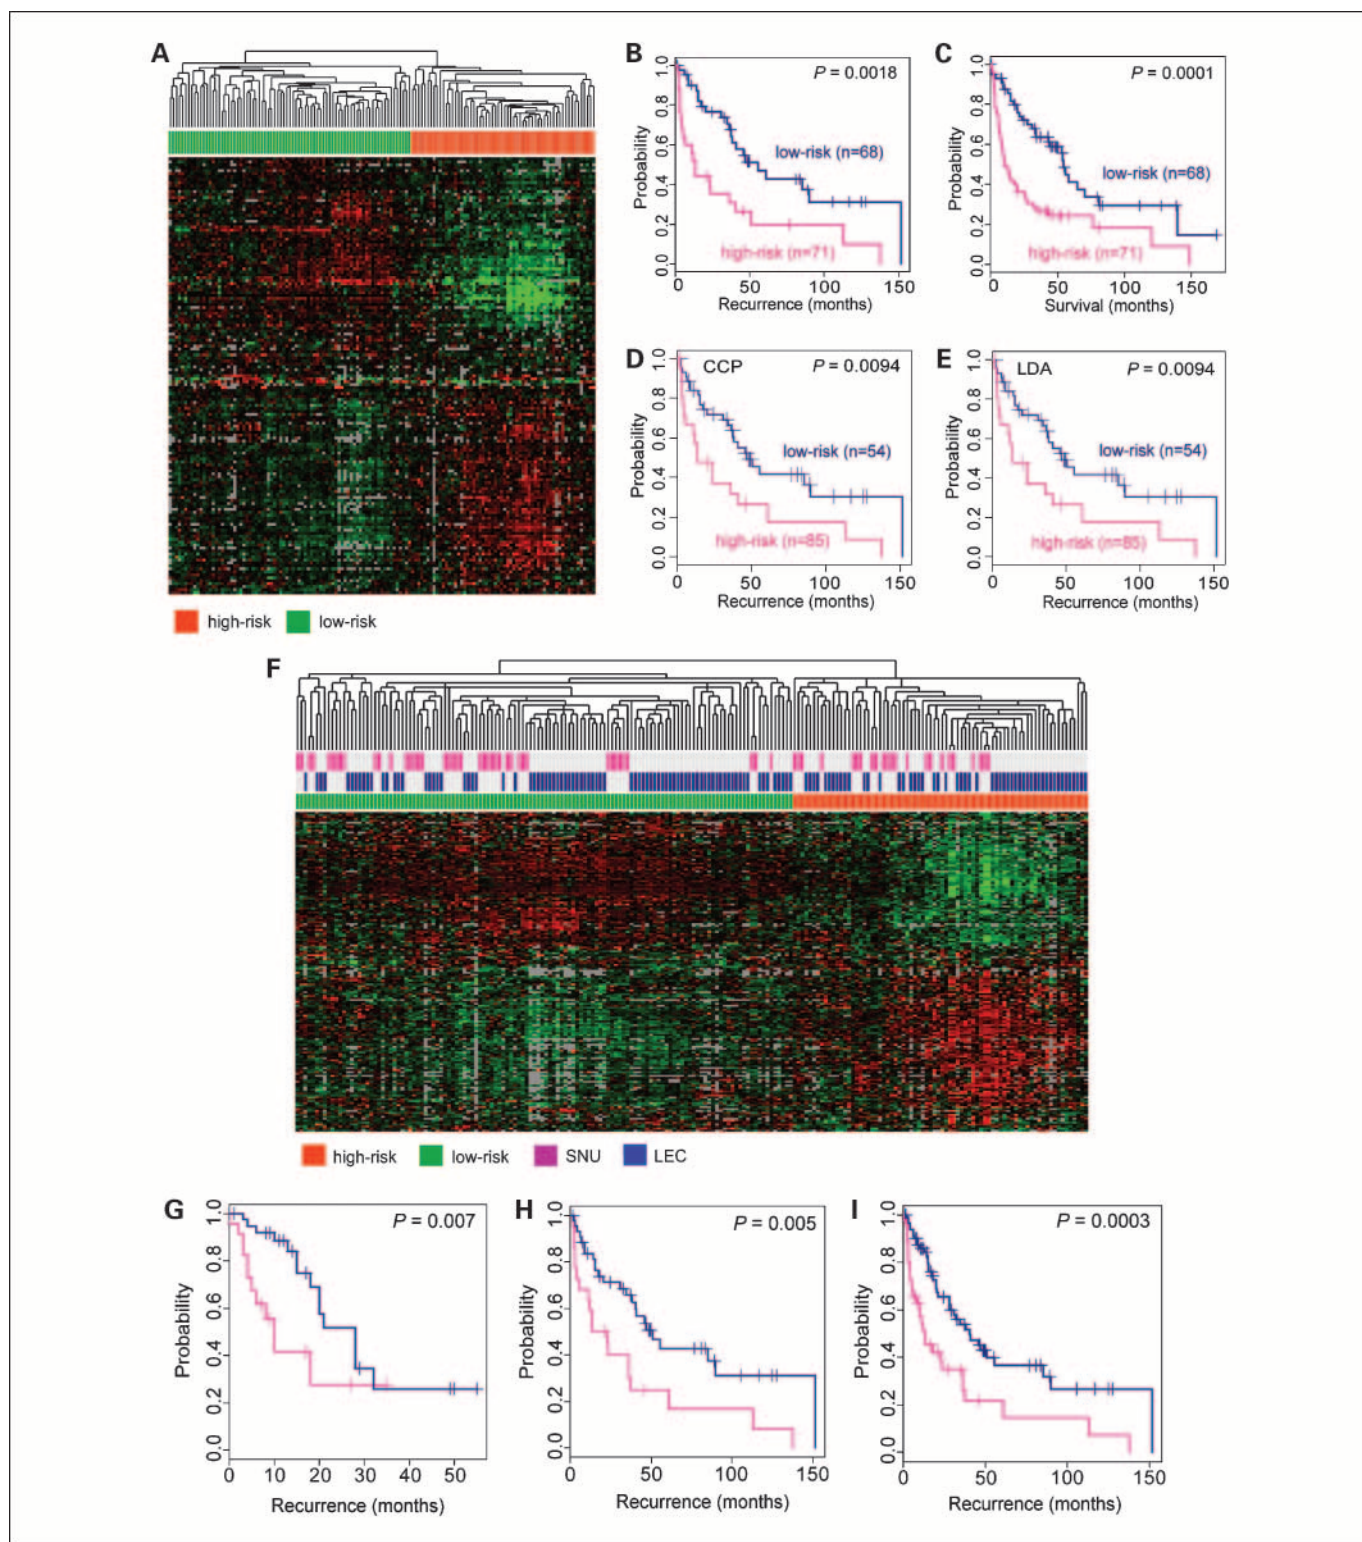 A
high-risk
low-risk
B
P = 0.0018
low-risk (n=68)
high-risk (n=71)
Probability
0.0
0.2
0.4
0.6
0.8
1.0
0
50
100
150
Recurrence (months)
C
P = 0.0001
low-risk (n=68)
high-risk (n=71)
Probability
0.0
0.2
0.4
0.6
0.8
1.0
0
50
100
150
Survival (months)
D
CCP
P = 0.0094
low-risk (n=54)
high-risk (n=85)
Probability
0.0
0.2
0.4
0.6
0.8
1.0
0
50
100
150
Recurrence (months)
E
LDA
P = 0.0094
low-risk (n=54)
high-risk (n=85)
Probability
0.0
0.2
0.4
0.6
0.8
1.0
0
50
100
150
Recurrence (months)
F
high-risk
low-risk
SNU
LEC
G
P = 0.007
Probability
0.0
0.2
0.4
0.6
0.8
1.0
0
10
20
30
40
50
Recurrence (months)
H
P = 0.005
Probability
0.0
0.2
0.4
0.6
0.8
1.0
0
50
100
150
Recurrence (months)
I
P = 0.0003
Probability
0.0
0.2
0.4
0.6
0.8
1.0
0
50
100
150
Recurrence (months)